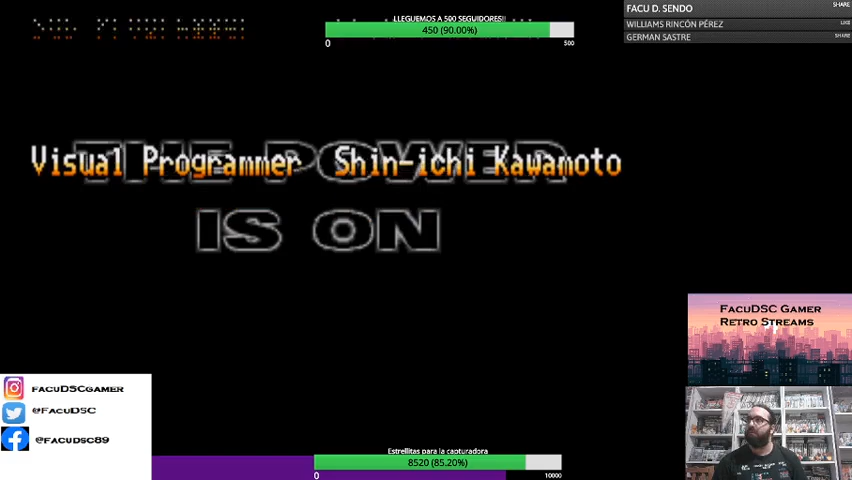 LLEGUEMOS A 500 SEGUIDORES!!
450 (90.00%)
0
500
FACU D. SENDO
SHARE
WILLIAMS RINCÓN PÉREZ
LIKE
GERMAN SASTRE
SHARE
Visual Programmer Shin-ichi Kawamoto
THE POWER
IS ON
FacuDSC Gamer
Retro Streams
facuDSCgamer
@FacuDSC
@facudsc89
Estrellitas para la capturadora
8520 (85.20%)
0
10000